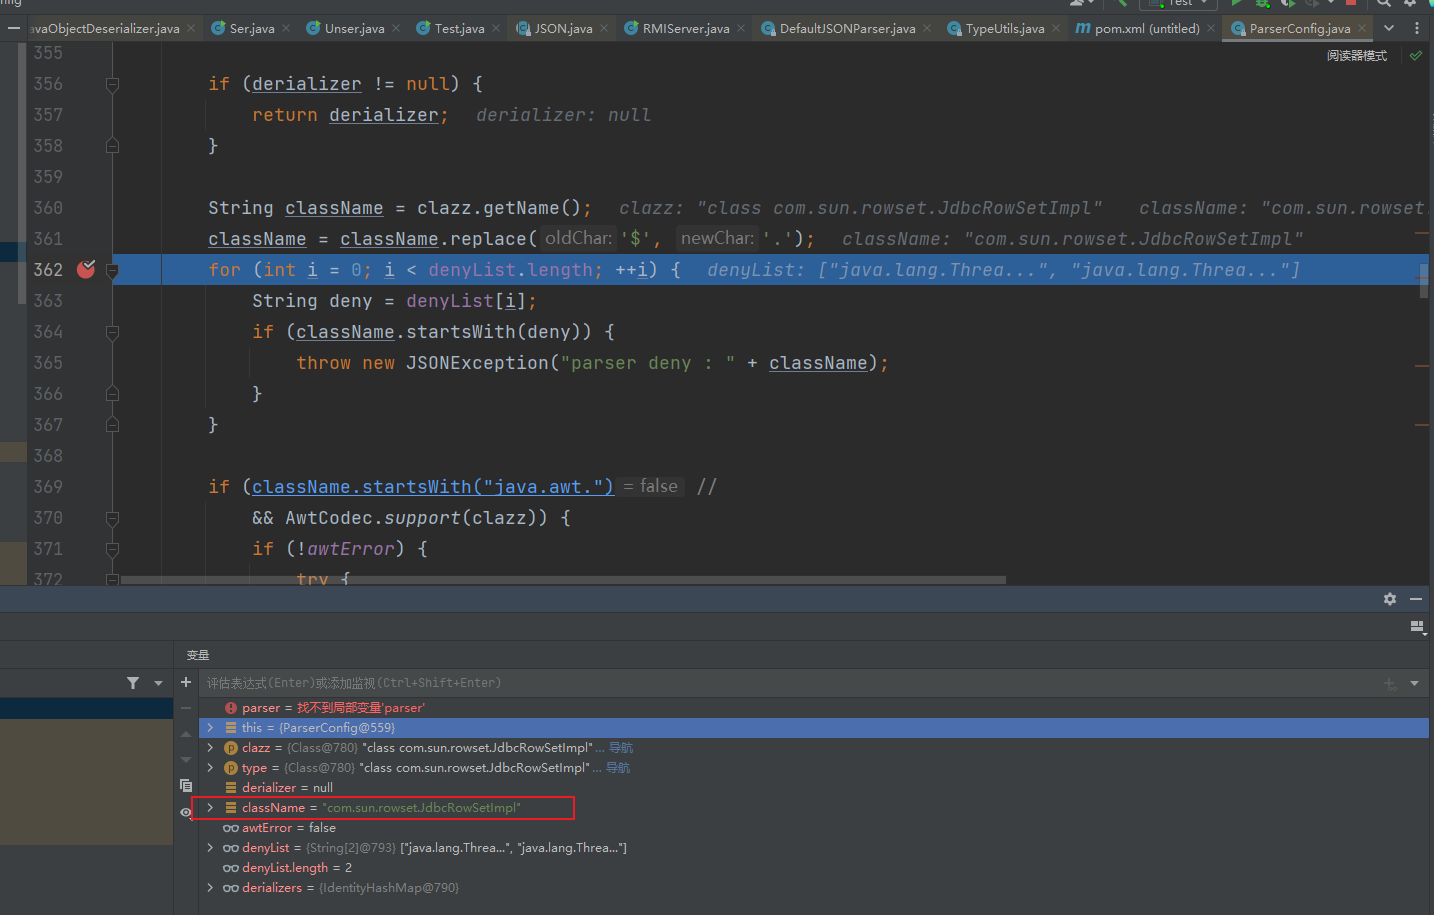 nfig
avaObjectDeserializer.java Ser.java Unser.java Test.java JSON.java RMIServer.java DefaultJSONParser.java TypeUtils.java pom.xml (untitled) ParserConfig.java
阅读器模式
355
356 if (derializer != null) {
357 return derializer; derializer: null
358 }
359
360 String className = clazz.getName(); clazz: "class com.sun.rowset.JdbcRowSetImpl" className: "com.sun.rowset.
361 className = className.replace( oldChar: '$', newChar: '.'); className: "com.sun.rowset.JdbcRowSetImpl"
362 for (int i = 0; i < denyList.length; ++i) { denyList: ["java.lang.Threa...", "java.lang.Threa..."]
363 String deny = denyList[i];
364 if (className.startsWith(deny)) {
365 throw new JSONException("parser deny : " + className);
366 }
367 }
368
369 if (className.startsWith("java.awt.") = false //
370 && AwtCodec.support(clazz)) {
371 if (!awtError) {
372 try {
变量
评估表达式(Enter)或添加监视(Ctrl+Shift+Enter)
parser = 找不到局部变量'parser'
this = {ParserConfig@559}
clazz = {Class@780} "class com.sun.rowset.JdbcRowSetImpl"... 导航
type = {Class@780} "class com.sun.rowset.JdbcRowSetImpl"... 导航
derializer = null
className = "com.sun.rowset.JdbcRowSetImpl"
awtError = false
denyList = {String[2]@793} ["java.lang.Threa...", "java.lang.Threa..."]
denyList.length = 2
derializers = {IdentityHashMap@790}